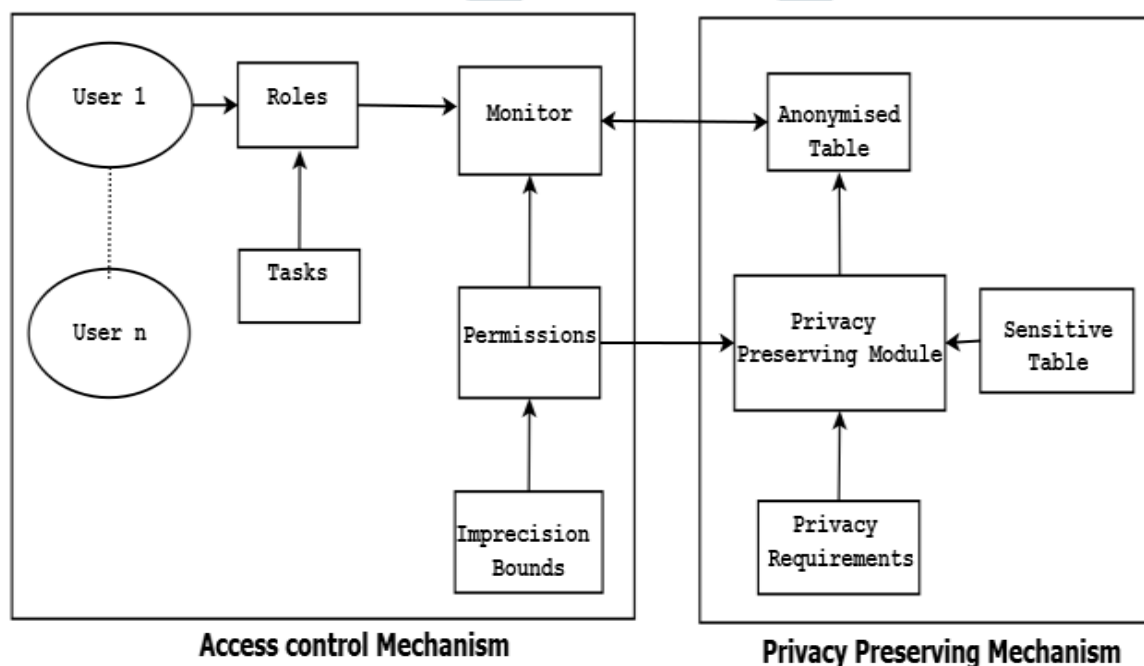 User 1
Roles
Monitor
Anonymised
Table
Tasks
User n
Permissions
Privacy
Preserving Module
Sensitive
Table
Imprecision
Bounds
Privacy
Requirements
Access control Mechanism
Privacy Preserving Mechanism